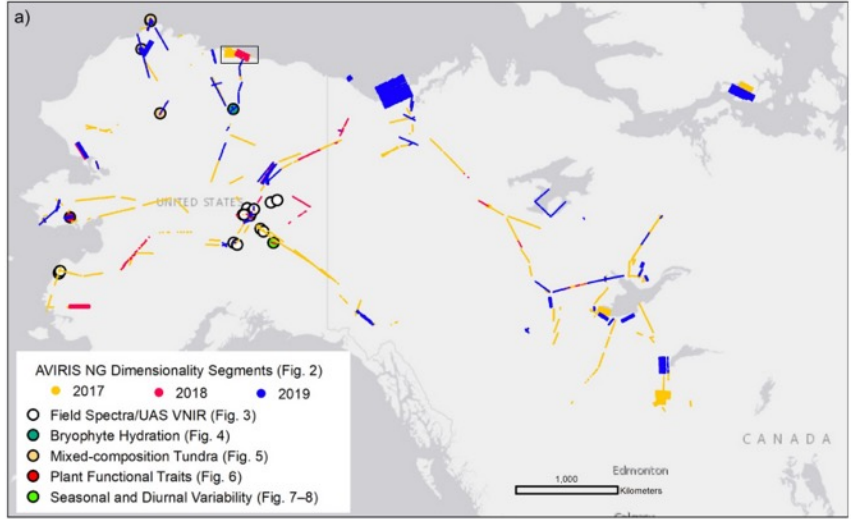 a)
UNITED STATES
AVIRIS NG Dimensionality Segments (Fig. 2)
2017 2018 2019
Field Spectra/UAS VNIR (Fig. 3)
Bryophyte Hydration (Fig. 4)
Mixed-composition Tundra (Fig. 5)
Plant Functional Traits (Fig. 6)
Seasonal and Diurnal Variability (Fig. 7–8)
CANADA
Edmonton
1,000
Kilometers